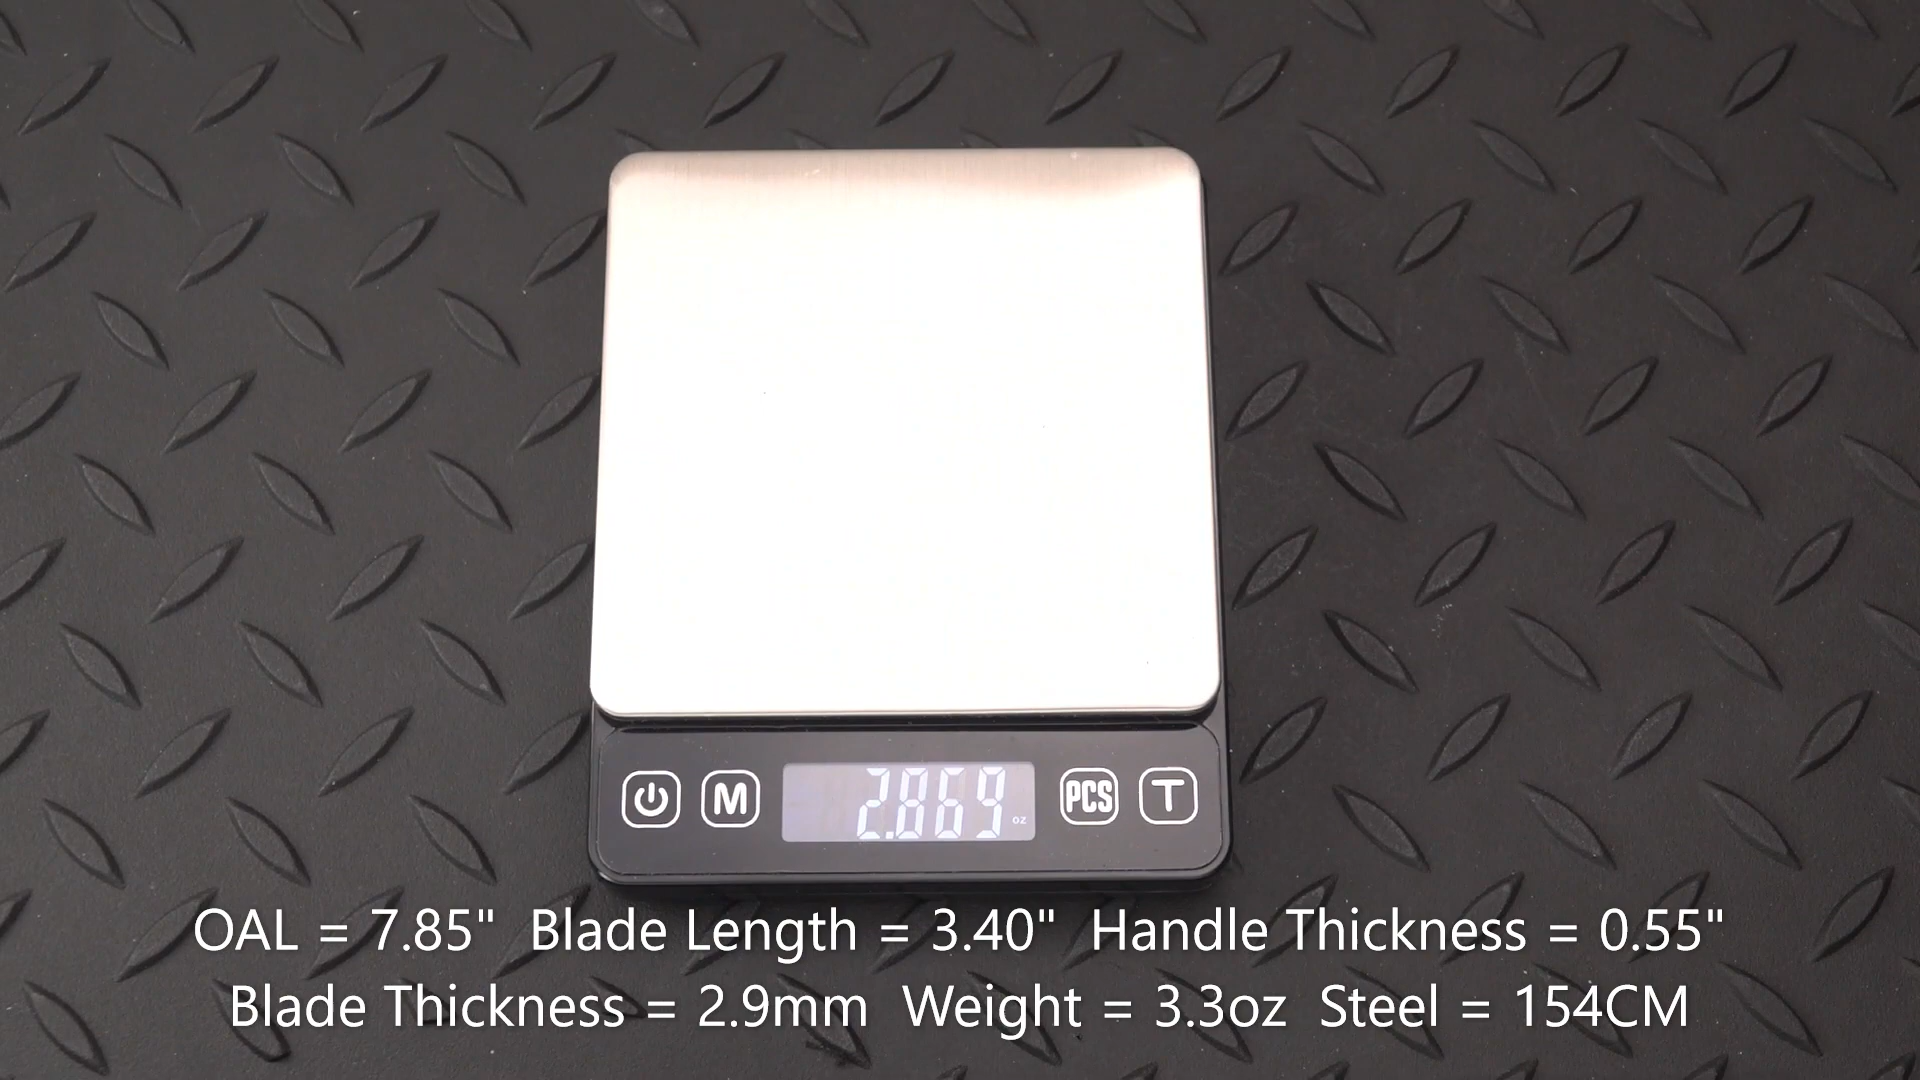 M 2.869 oz PCS T
OAL = 7.85" Blade Length = 3.40" Handle Thickness = 0.55"
Blade Thickness = 2.9mm Weight = 3.3oz Steel = 154CM